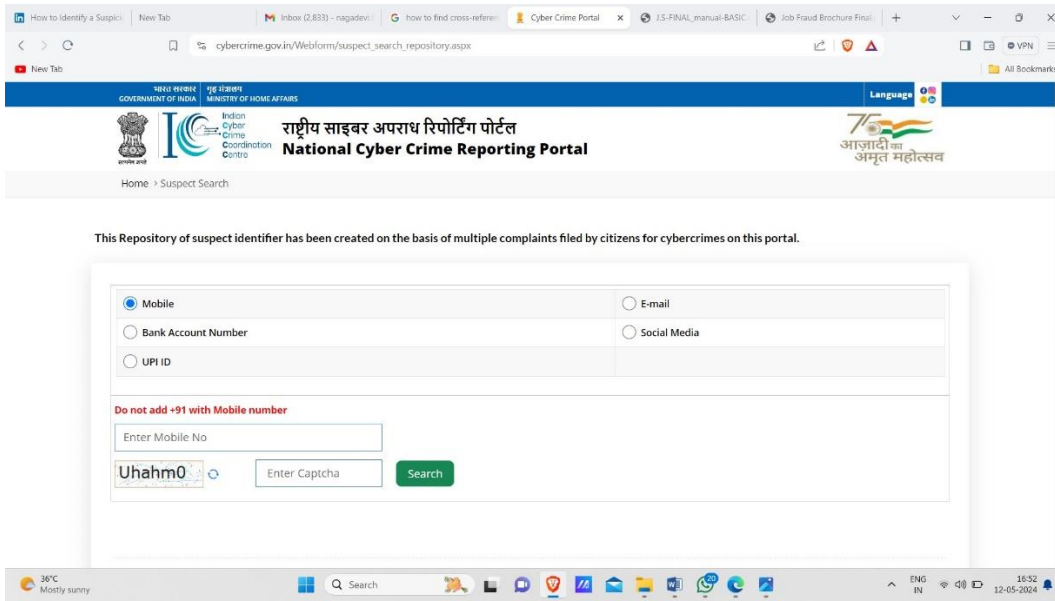 How to Identify a Suspici
New Tab
Inbox (2,833) - nagadevi
how to find cross-referen
Cyber Crime Portal
J.S-FINAL_manual-BASIC
Job Fraud Brochure Final
cybercrime.gov.in/Webform/suspect_search_repository.aspx
VPN
New Tab
All Bookmarks
भारत सरकार गृह मंत्रालय
GOVERNMENT OF INDIA MINISTRY OF HOME AFFAIRS
Language
Indian
Cyber
Crime
Coordination
Centre
राष्ट्रीय साइबर अपराध रिपोर्टिंग पोर्टल
National Cyber Crime Reporting Portal
सत्यमेव जयते
75
आज़ादी का
अमृत महोत्सव
Home > Suspect Search
This Repository of suspect identifier has been created on the basis of multiple complaints filed by citizens for cybercrimes on this portal.
Mobile
E-mail
Bank Account Number
Social Media
UPI ID
Do not add +91 with Mobile number
Enter Mobile No
Uhahm0
Enter Captcha
Search
36°C
Mostly sunny
Search
20
ENG
IN
16:52
12-05-2024